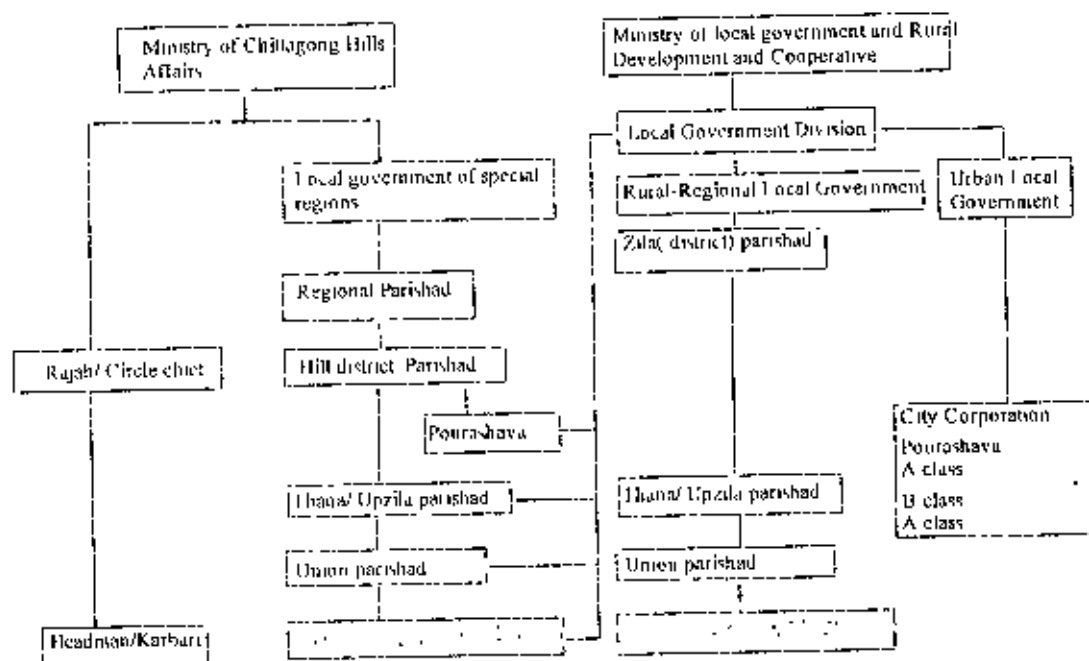 Ministry of Chittagong Hills
Affairs
Ministry of local government and Rural
Development and Cooperative
Local Government Division
Local government of special
regions
Rural-Regional Local Government
Urban Local
Government
Zila( district) parishad
Regional Parishad
Rajah/ Circle chief
Hill district Parishad
Pourashava
City Corporation
Pourashava
A class
B class
A class
Thana/ Upzila parishad
Thana/ Upzila parishad
Union parishad
Union parishad
Headman/Karbari